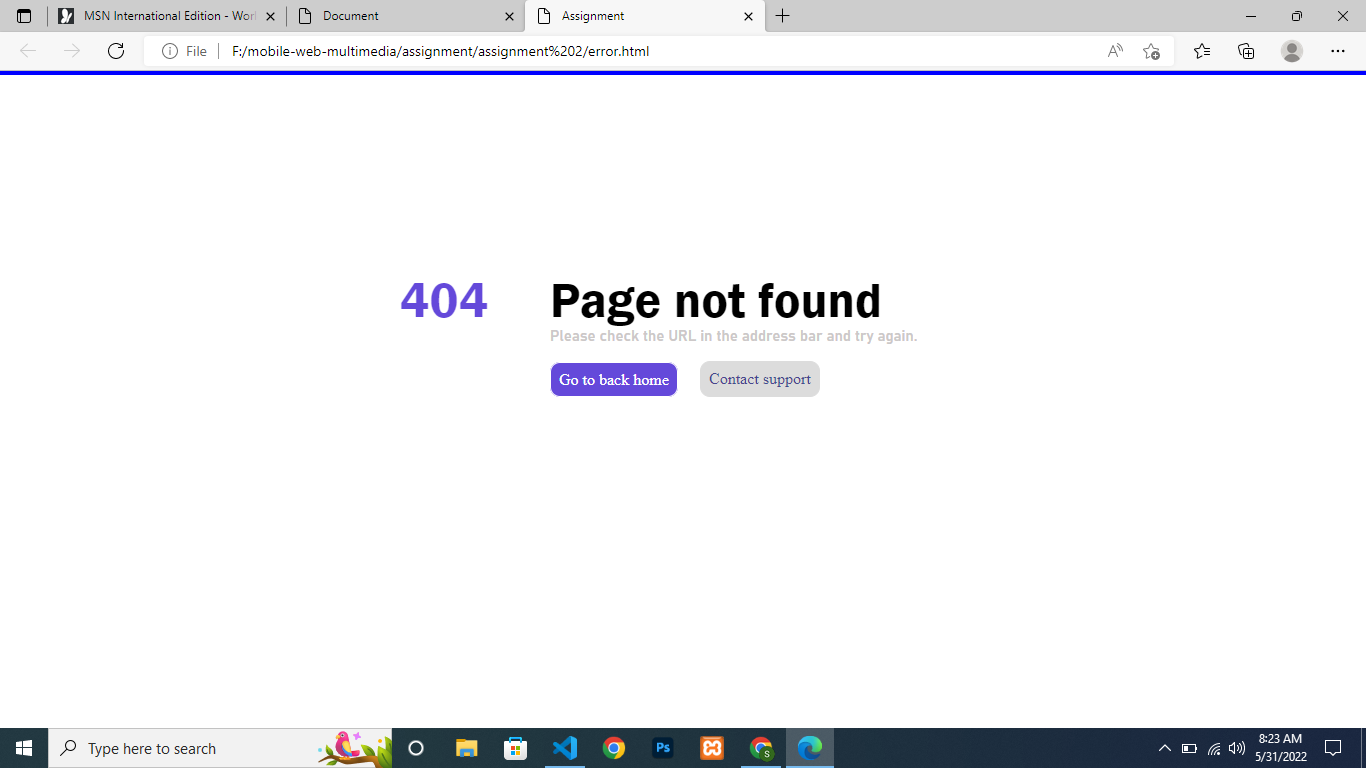 MSN International Edition - Worl
Document
Assignment
File
F:/mobile-web-multimedia/assignment/assignment%202/error.html
404
Page not found
Please check the URL in the address bar and try again.
Go to back home
Contact support
Type here to search
Ps
S
8:23 AM
5/31/2022